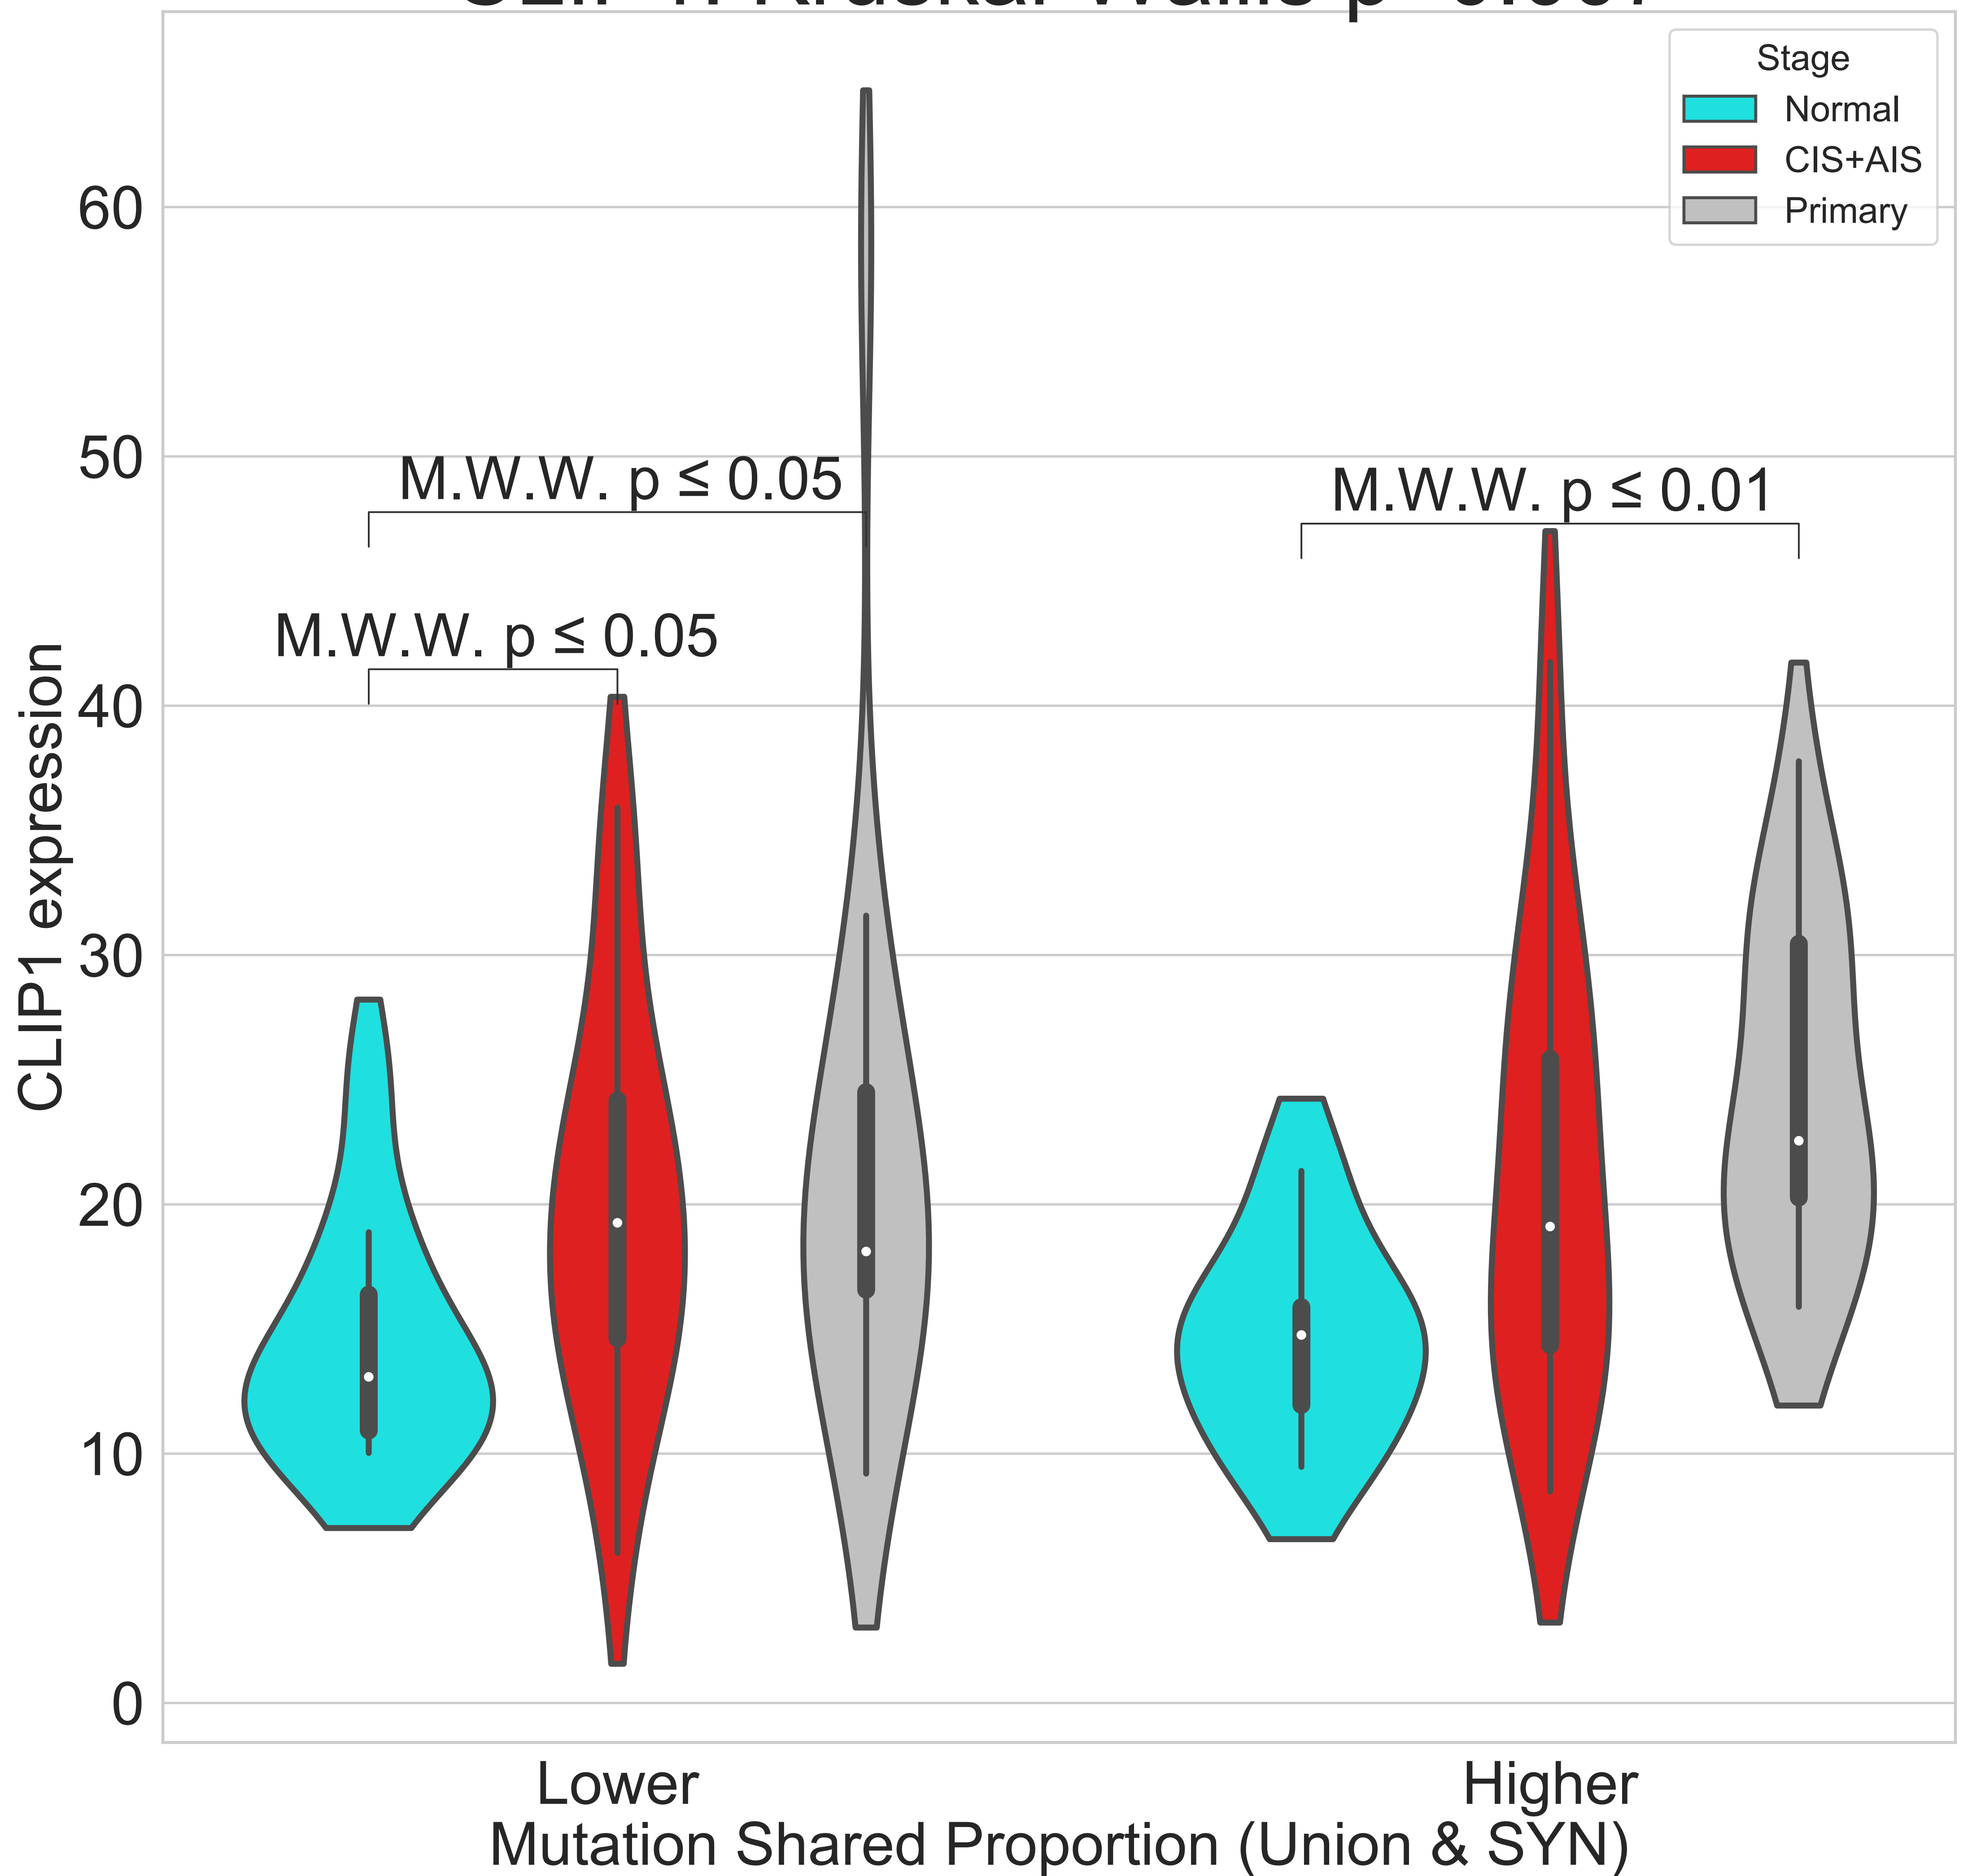 Stage
Normal
CIS+AIS
Primary
60
50
40
30
20
10
0
CLIP1 expression
M.W.W. p ≤ 0.05
M.W.W. p ≤ 0.01
M.W.W. p ≤ 0.05
Lower Higher
Mutation Shared Proportion (Union & SYN)